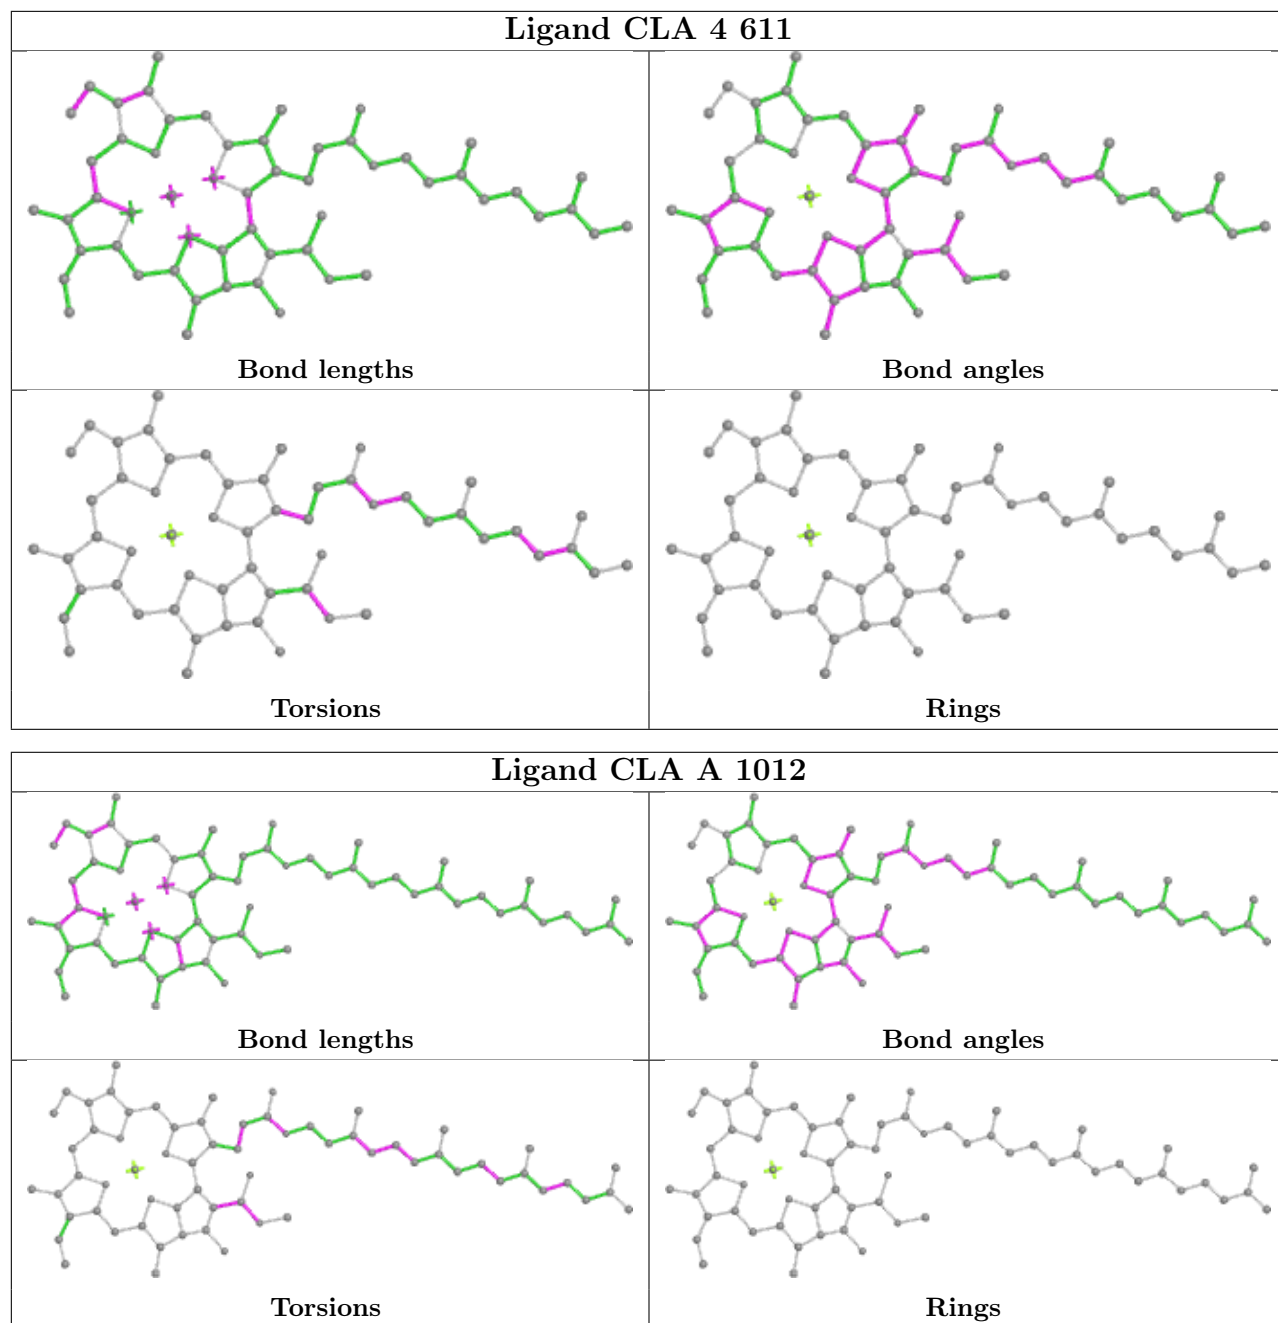 Ligand CLA 4 611
Bond lengths
Bond angles
Torsions
Rings
Ligand CLA A 1012
Bond lengths
Bond angles
Torsions
Rings